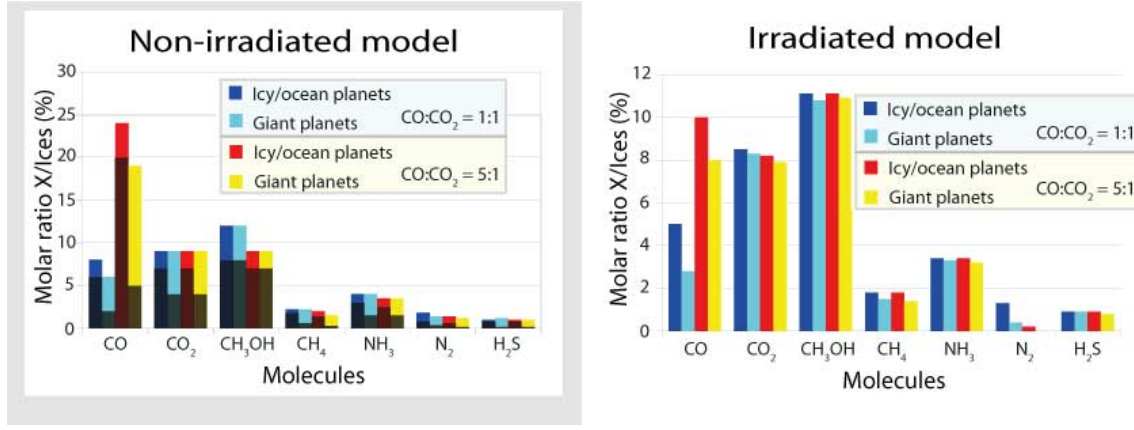 Non-irradiated model
30
25
20
15
10
5
0
Molar ratio X/Ices (%)
Icy/ocean planets
Giant planets
CO:CO₂ = 1:1
Icy/ocean planets
Giant planets
CO:CO₂ = 5:1
CO CO₂ CH₃OH CH₄ NH₃ N₂ H₂S
Molecules
Irradiated model
12
10
8
6
4
2
0
Molar ratio X/Ices (%)
Icy/ocean planets
Giant planets
CO:CO₂ = 1:1
Icy/ocean planets
Giant planets
CO:CO₂ = 5:1
CO CO₂ CH₃OH CH₄ NH₃ N₂ H₂S
Molecules